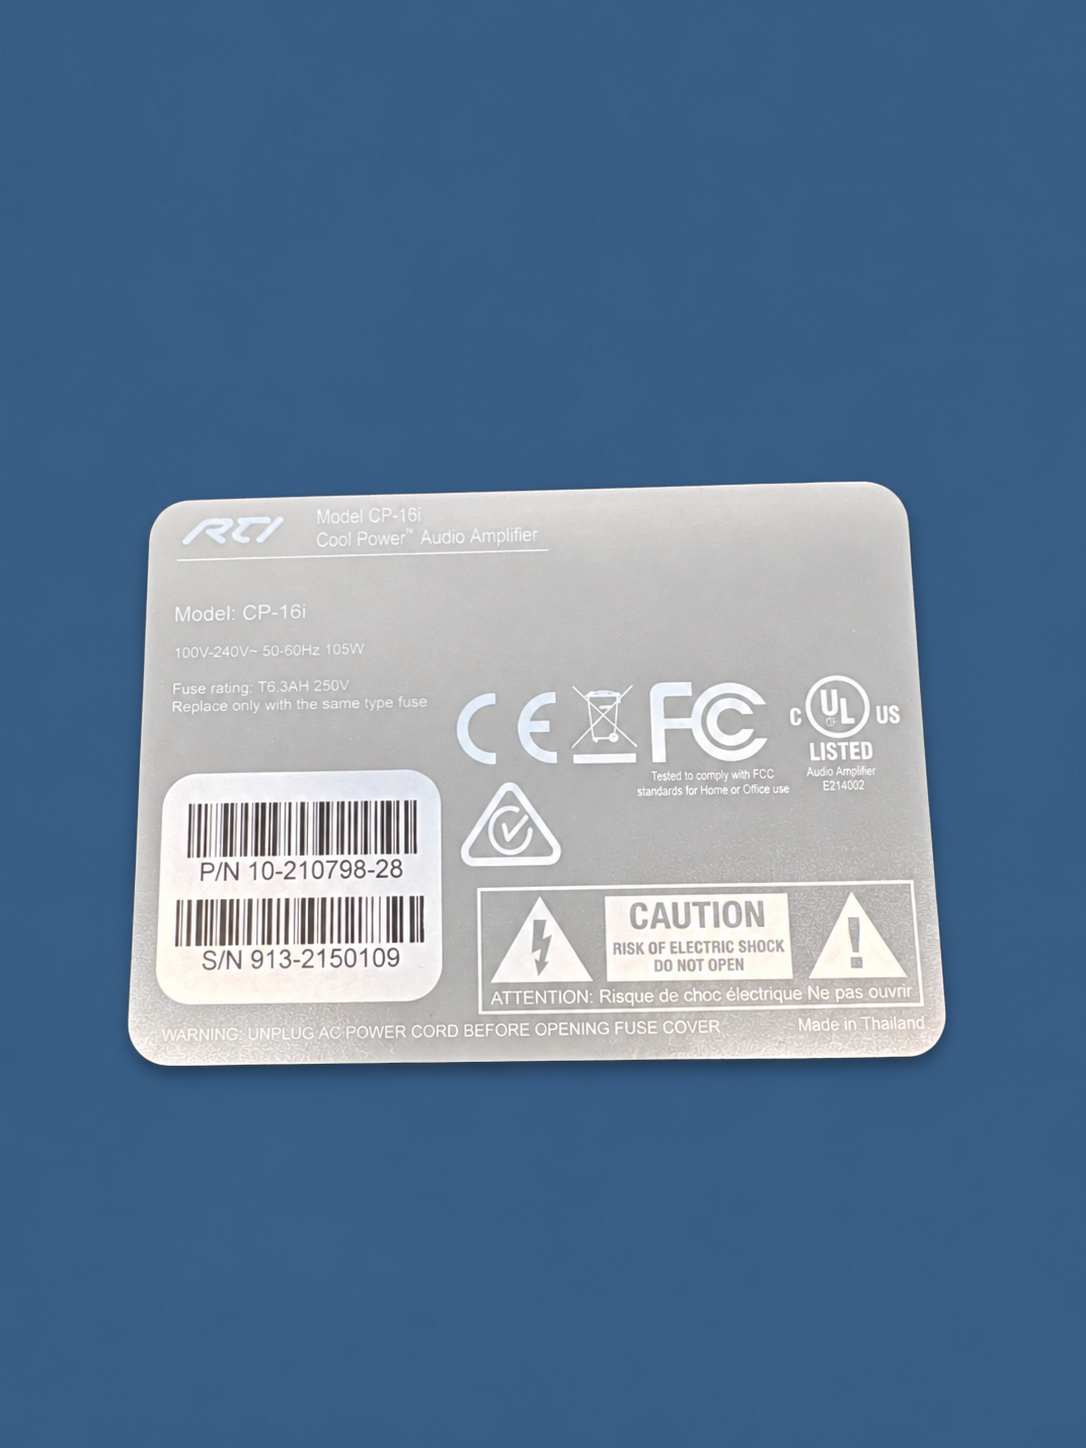 RTI
Model CP-16i
Cool Power™ Audio Amplifier
Model: CP-16i
100V-240V~ 50-60Hz 105W
Fuse rating: T6.3AH 250V
Replace only with the same type fuse
CE
FC
C UL US
LISTED
Audio Amplifier
E214002
Tested to comply with FCC
standards for Home or Office use
P/N 10-210798-28
S/N 913-2150109
CAUTION
RISK OF ELECTRIC SHOCK
DO NOT OPEN
ATTENTION: Risque de choc électrique Ne pas ouvrir
WARNING: UNPLUG AC POWER CORD BEFORE OPENING FUSE COVER
Made in Thailand